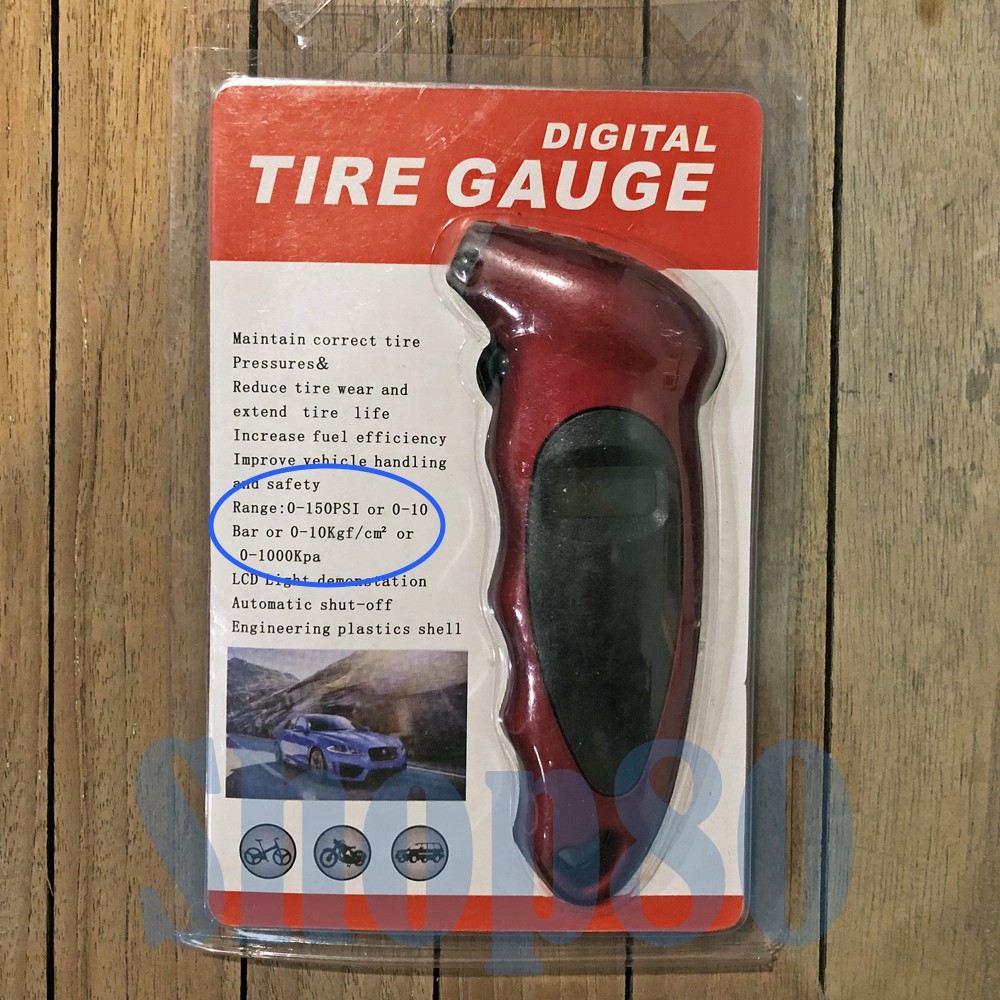 DIGITAL
TIRE GAUGE
Maintain correct tire
Pressures&
Reduce tire wear and
extend tire life
Increase fuel efficiency
Improve vehicle handling
and safety
Range:0-150PSI or 0-10
Bar or 0-10Kgf/cm² or
0-1000Kpa
LCD Light demonstation
Automatic shut-off
Engineering plastics shell
Shop80